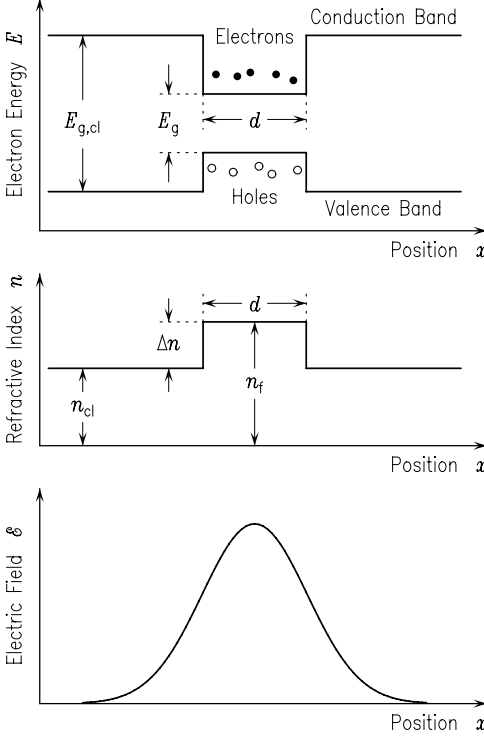 Conduction Band
Electrons
Electron Energy E
E_g,cl
E_g
d
Holes
Valence Band
Position x
Refractive Index n
d
Δn
n_cl
n_f
Position x
Electric Field ℰ
Position x